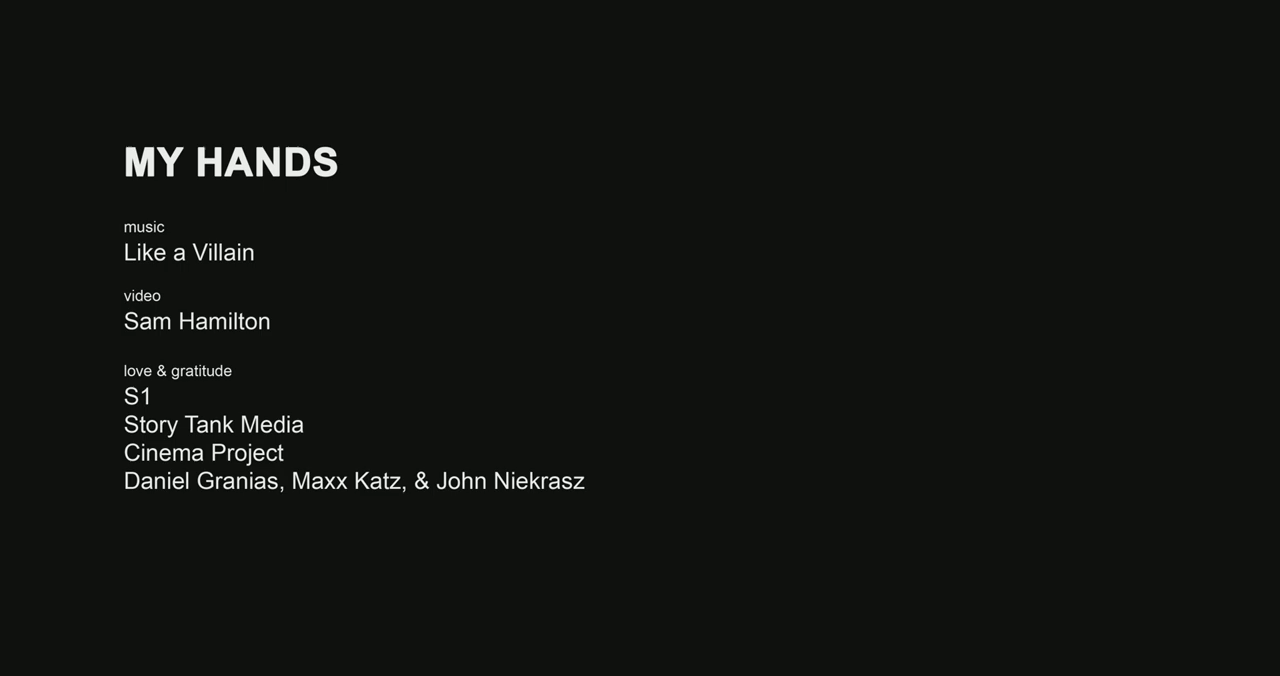 MY HANDS
music
Like a Villain
video
Sam Hamilton
love & gratitude
S1
Story Tank Media
Cinema Project
Daniel Granias, Maxx Katz, & John Niekrasz